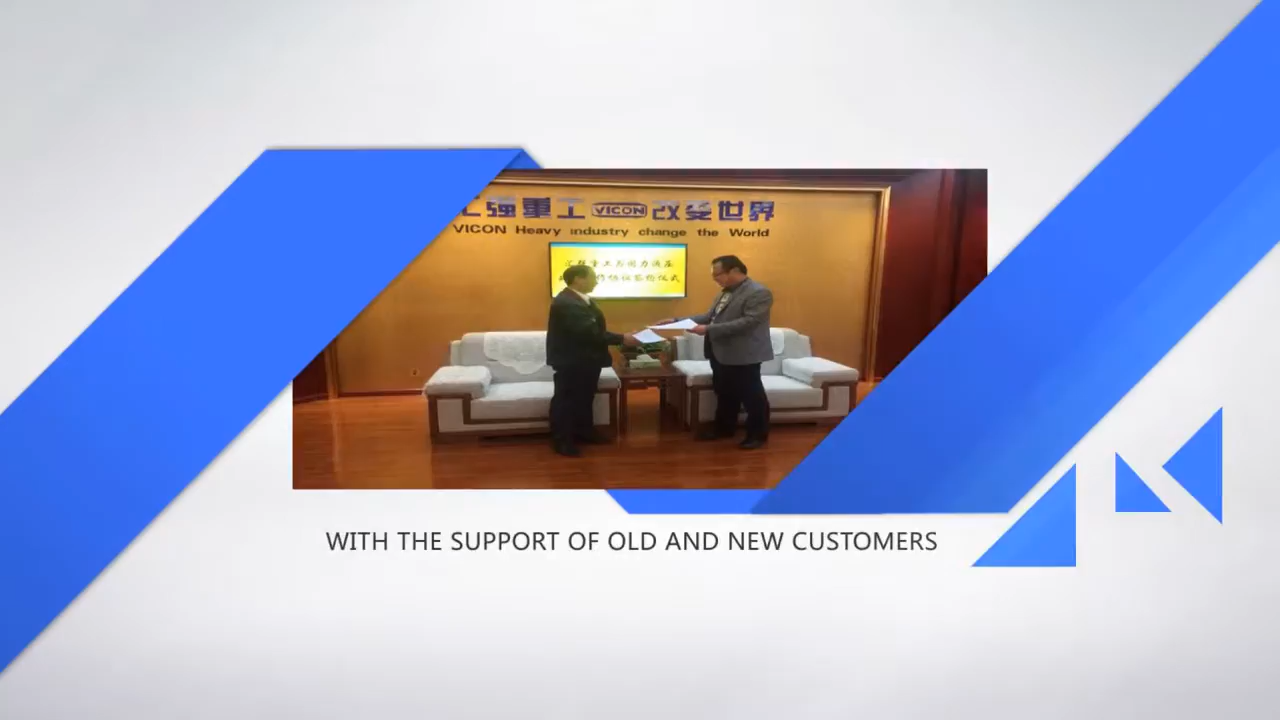 强重工 VICON 改变世界
VICON Heavy industry change the World
WITH THE SUPPORT OF OLD AND NEW CUSTOMERS